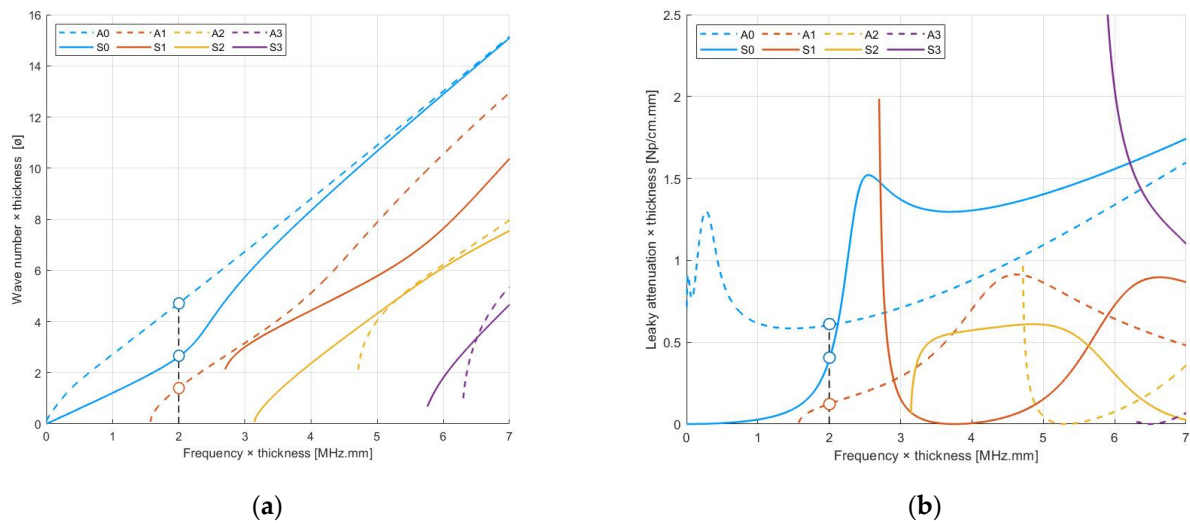 A0 A1 A2 A3
S0 S1 S2 S3
16
14
12
10
8
6
4
2
0
Wave number × thickness [ø]
0 1 2 3 4 5 6 7
Frequency × thickness [MHz.mm]
(a)
A0 A1 A2 A3
S0 S1 S2 S3
2.5
2
1.5
1
0.5
0
Leaky attenuation × thickness [Np/cm.mm]
0 1 2 3 4 5 6 7
Frequency × thickness [MHz.mm]
(b)